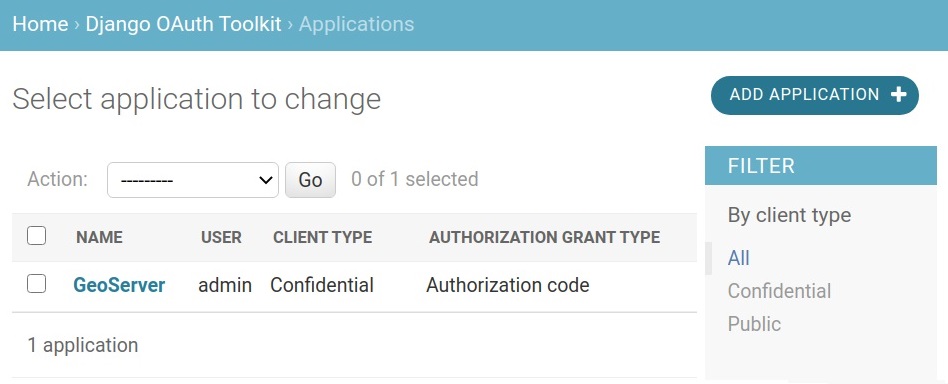 Home › Django OAuth Toolkit › Applications
Select application to change
ADD APPLICATION +
Action: --------- Go 0 of 1 selected
NAME USER CLIENT TYPE AUTHORIZATION GRANT TYPE
GeoServer admin Confidential Authorization code
1 application
FILTER
By client type
All
Confidential
Public